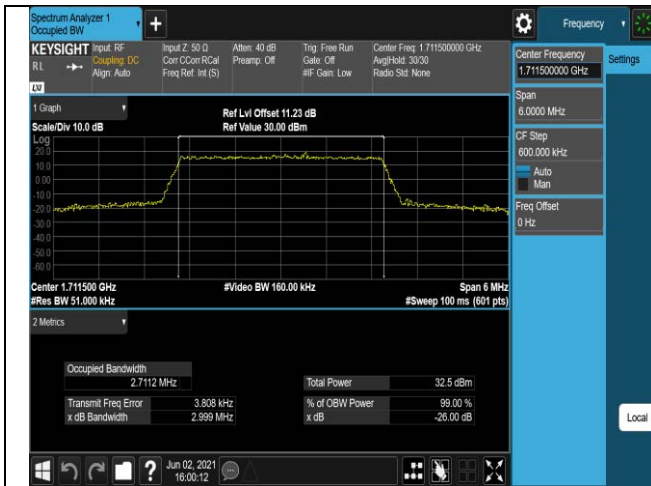 Spectrum Analyzer 1
Occupied BW
Frequency
KEYSIGHT
RL
LXI
Input: RF
Coupling: DC
Align: Auto
Input Z: 50 Ω
Corr CCorr RCal
Freq Ref: Int (S)
Atten: 40 dB
Preamp: Off
Trig: Free Run
Gate: Off
#IF Gain: Low
Center Freq: 1.711500000 GHz
Avg|Hold: 30/30
Radio Std: None
Center Frequency
1.711500000 GHz
Settings
Span
6.0000 MHz
CF Step
600.000 kHz
Auto
Man
Freq Offset
0 Hz
1 Graph
Scale/Div 10.0 dB
Ref Lvl Offset 11.23 dB
Ref Value 30.00 dBm
Log
20.0
10.0
0.00
-10.0
-20.0
-30.0
-40.0
-50.0
-60.0
Center 1.711500 GHz
#Res BW 51.000 kHz
#Video BW 160.00 kHz
Span 6 MHz
#Sweep 100 ms (601 pts)
2 Metrics
Occupied Bandwidth
2.7112 MHz
Transmit Freq Error 3.808 kHz
x dB Bandwidth 2.999 MHz
Total Power 32.5 dBm
% of OBW Power 99.00 %
x dB -26.00 dB
Local
?
Jun 02, 2021
16:00:12